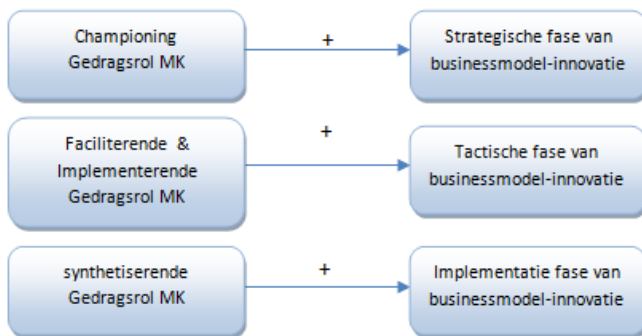 Championing
Gedragsrol MK
+
Strategische fase van
businessmodel-innovatie
Faciliterende &
Implementerende
Gedragsrol MK
+
Tactische fase van
businessmodel-innovatie
synthetiserende
Gedragsrol MK
+
Implementatie fase van
businessmodel-innovatie